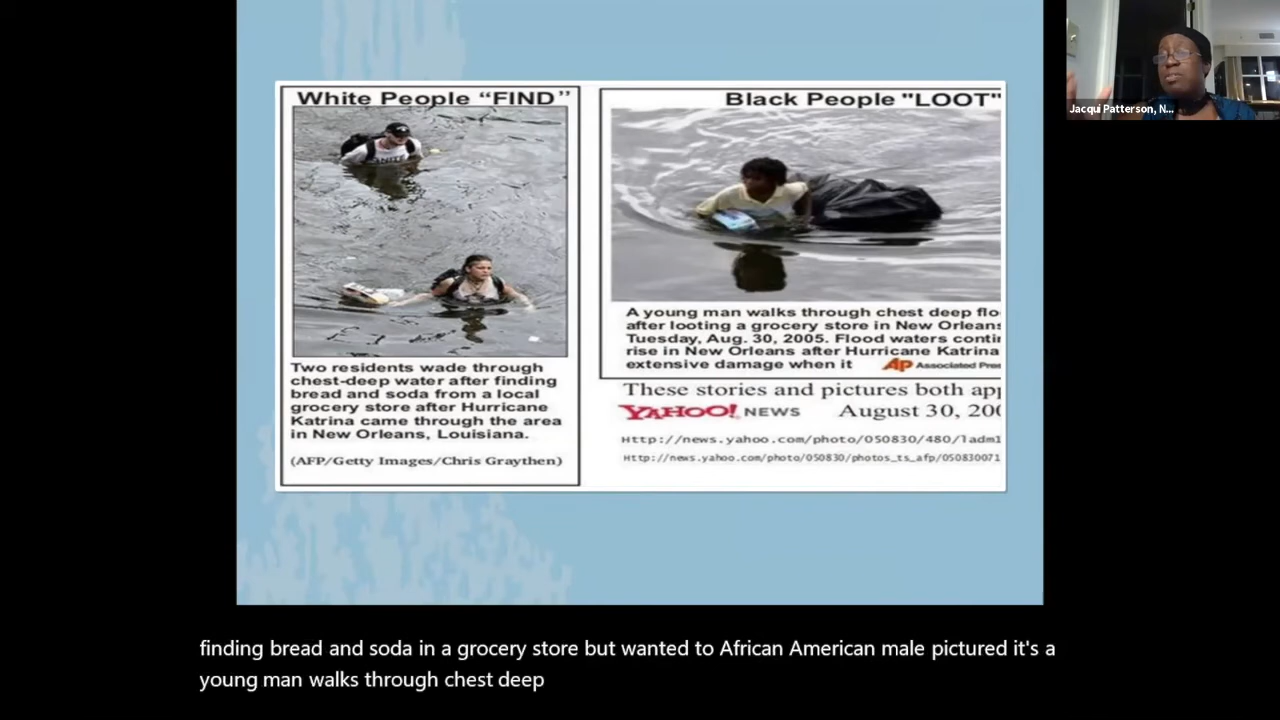 White People “FIND”
Two residents wade through
chest-deep water after finding
bread and soda from a local
grocery store after Hurricane
Katrina came through the area
in New Orleans, Louisiana.
(AFP/Getty Images/Chris Graythen)
Black People "LOOT"
A young man walks through chest deep flo
after looting a grocery store in New Orleans
Tuesday, Aug. 30, 2005. Flood waters contin
rise in New Orleans after Hurricane Katrina
extensive damage when it AP Associated Pres
These stories and pictures both app
YAHOO! NEWS August 30, 200
Http://news.yahoo.com/photo/050830/480/ladm1
Http://news.yahoo.com/photo/050830/photos_ts_afp/050830071
Jacqui Patterson, N...
finding bread and soda in a grocery store but wanted to African American male pictured it's a
young man walks through chest deep